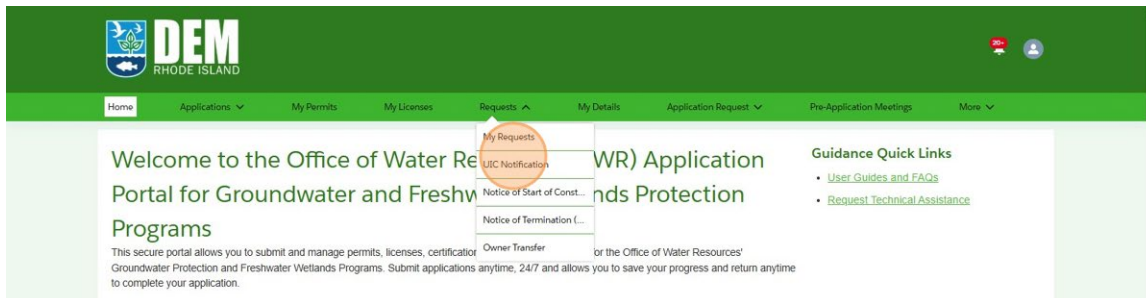 DEM
RHODE ISLAND
20+
Home Applications My Permits My Licenses Requests My Details Application Request Pre-Application Meetings More
My Requests
UIC Notification
Notice of Start of Const...
Notice of Termination (...
Owner Transfer
Welcome to the Office of Water Re WR) Application
Portal for Groundwater and Freshw nds Protection
Programs
This secure portal allows you to submit and manage permits, licenses, certification or the Office of Water Resources'
Groundwater Protection and Freshwater Wetlands Programs. Submit applications anytime, 24/7 and allows you to save your progress and return anytime
to complete your application.
Guidance Quick Links
User Guides and FAQs
Request Technical Assistance